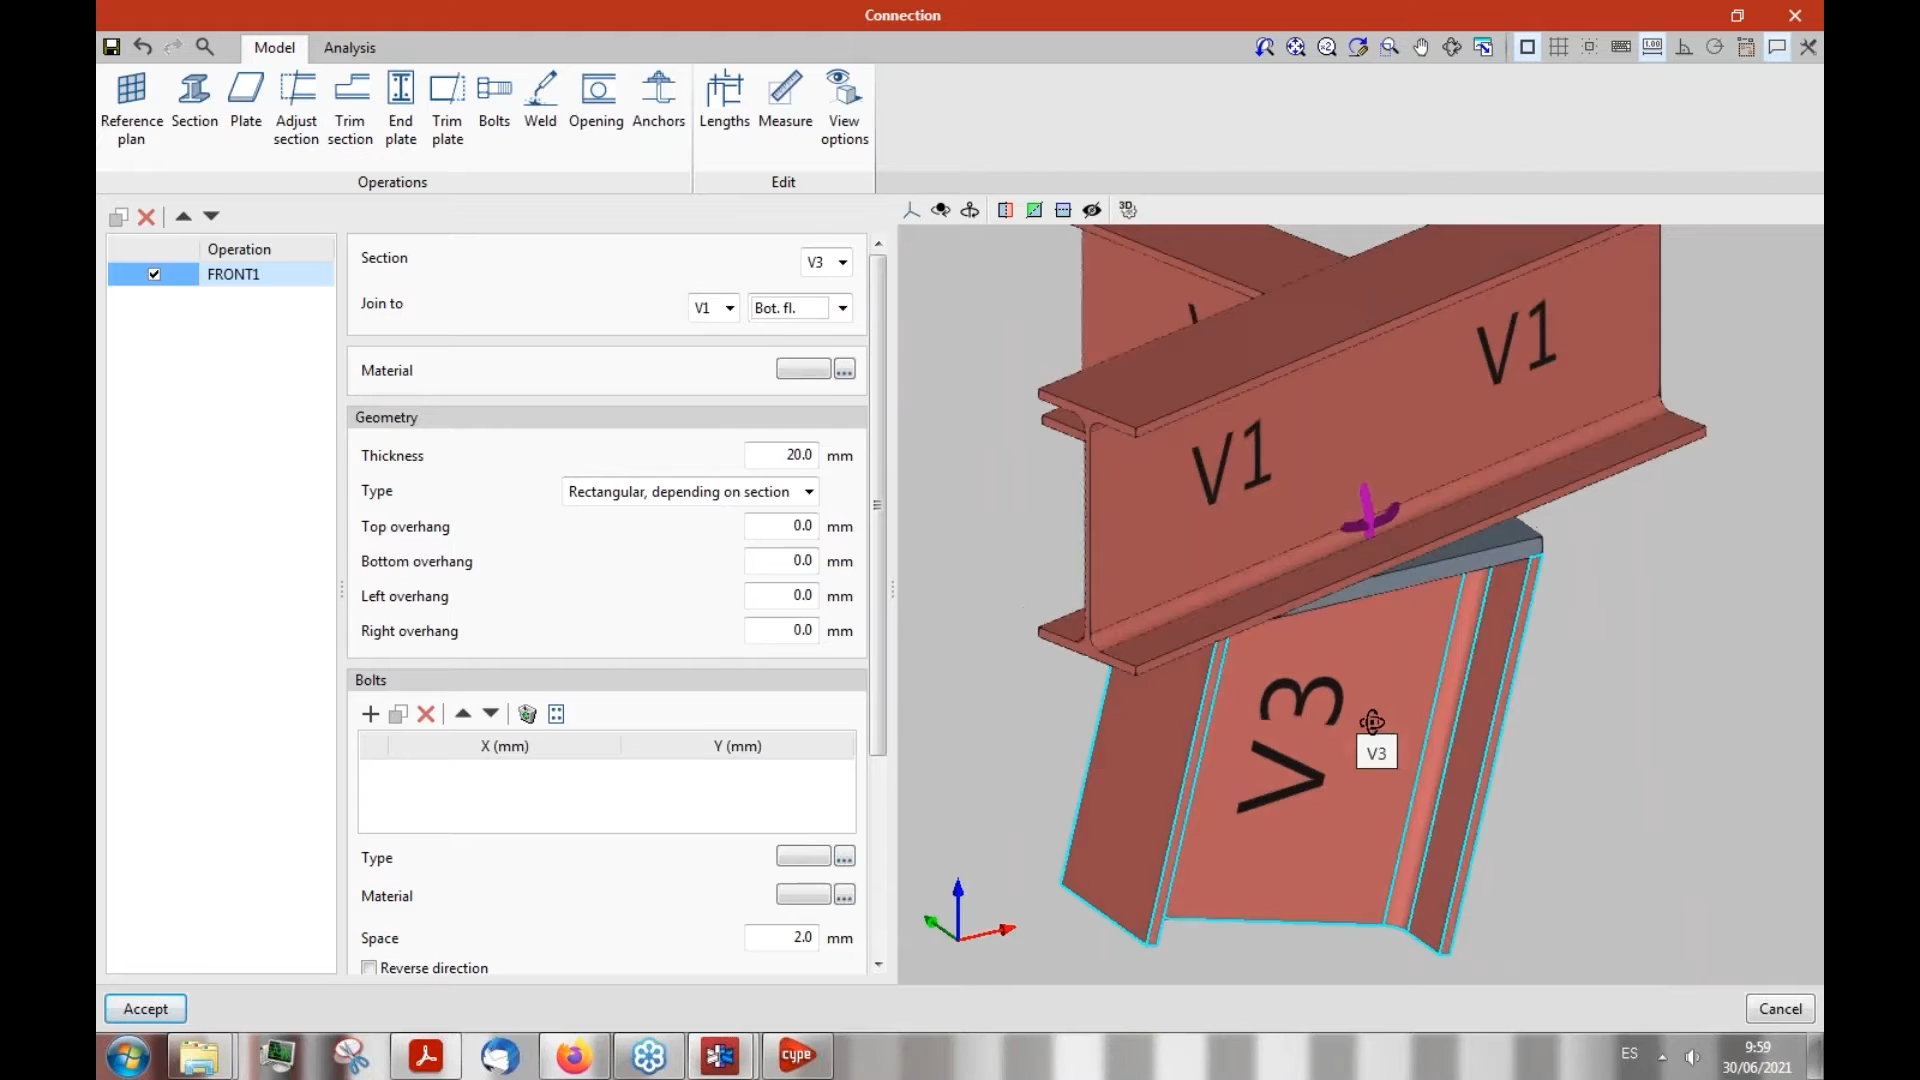 Connection
Model
Analysis
Reference plan
Section
Plate
Adjust section
Trim section
End plate
Trim plate
Bolts
Weld
Opening
Anchors
Lengths
Measure
View options
Operations
Edit
Operation
FRONT1
Section
V3
Join to
V1
Bot. fl.
Material
...
Geometry
Thickness
20.0
mm
Type
Rectangular, depending on section
Top overhang
0.0
mm
Bottom overhang
0.0
mm
Left overhang
0.0
mm
Right overhang
0.0
mm
Bolts
X (mm)
Y (mm)
Type
...
Material
...
Space
2.0
mm
Reverse direction
3D
1.00
×2
V1
V1
V3
V3
Accept
Cancel
cype
ES
9:59
30/06/2021